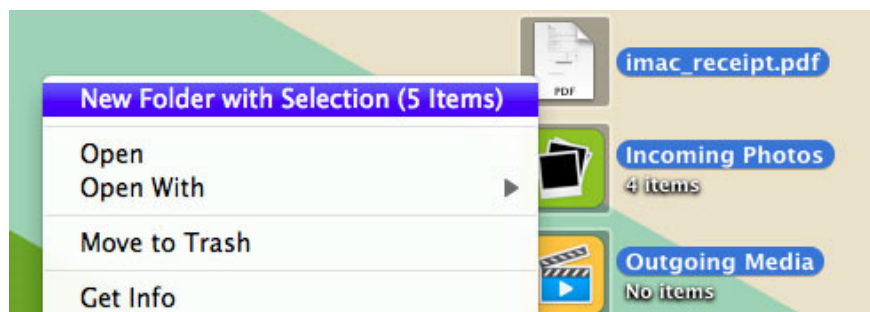 New Folder with Selection (5 Items)
Open
Open With
Move to Trash
Get Info
PDF
imac_receipt.pdf
Incoming Photos
4 items
Outgoing Media
No items